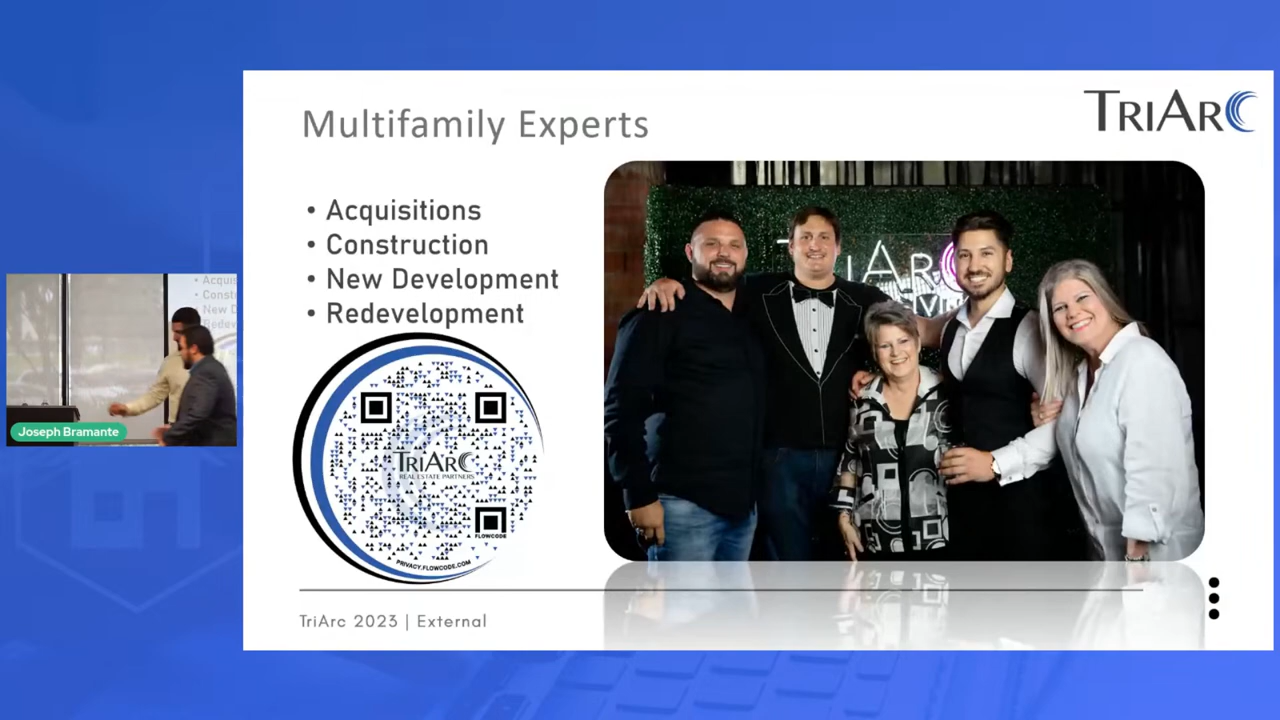 Multifamily Experts
TRIARC
• Acquisitions
• Construction
• New Development
• Redevelopment
TRIARC
REAL ESTATE PARTNERS
FLOWCODE
PRIVACY.FLOWCODE.COM
TriArc 2023 | External
Joseph Bramante